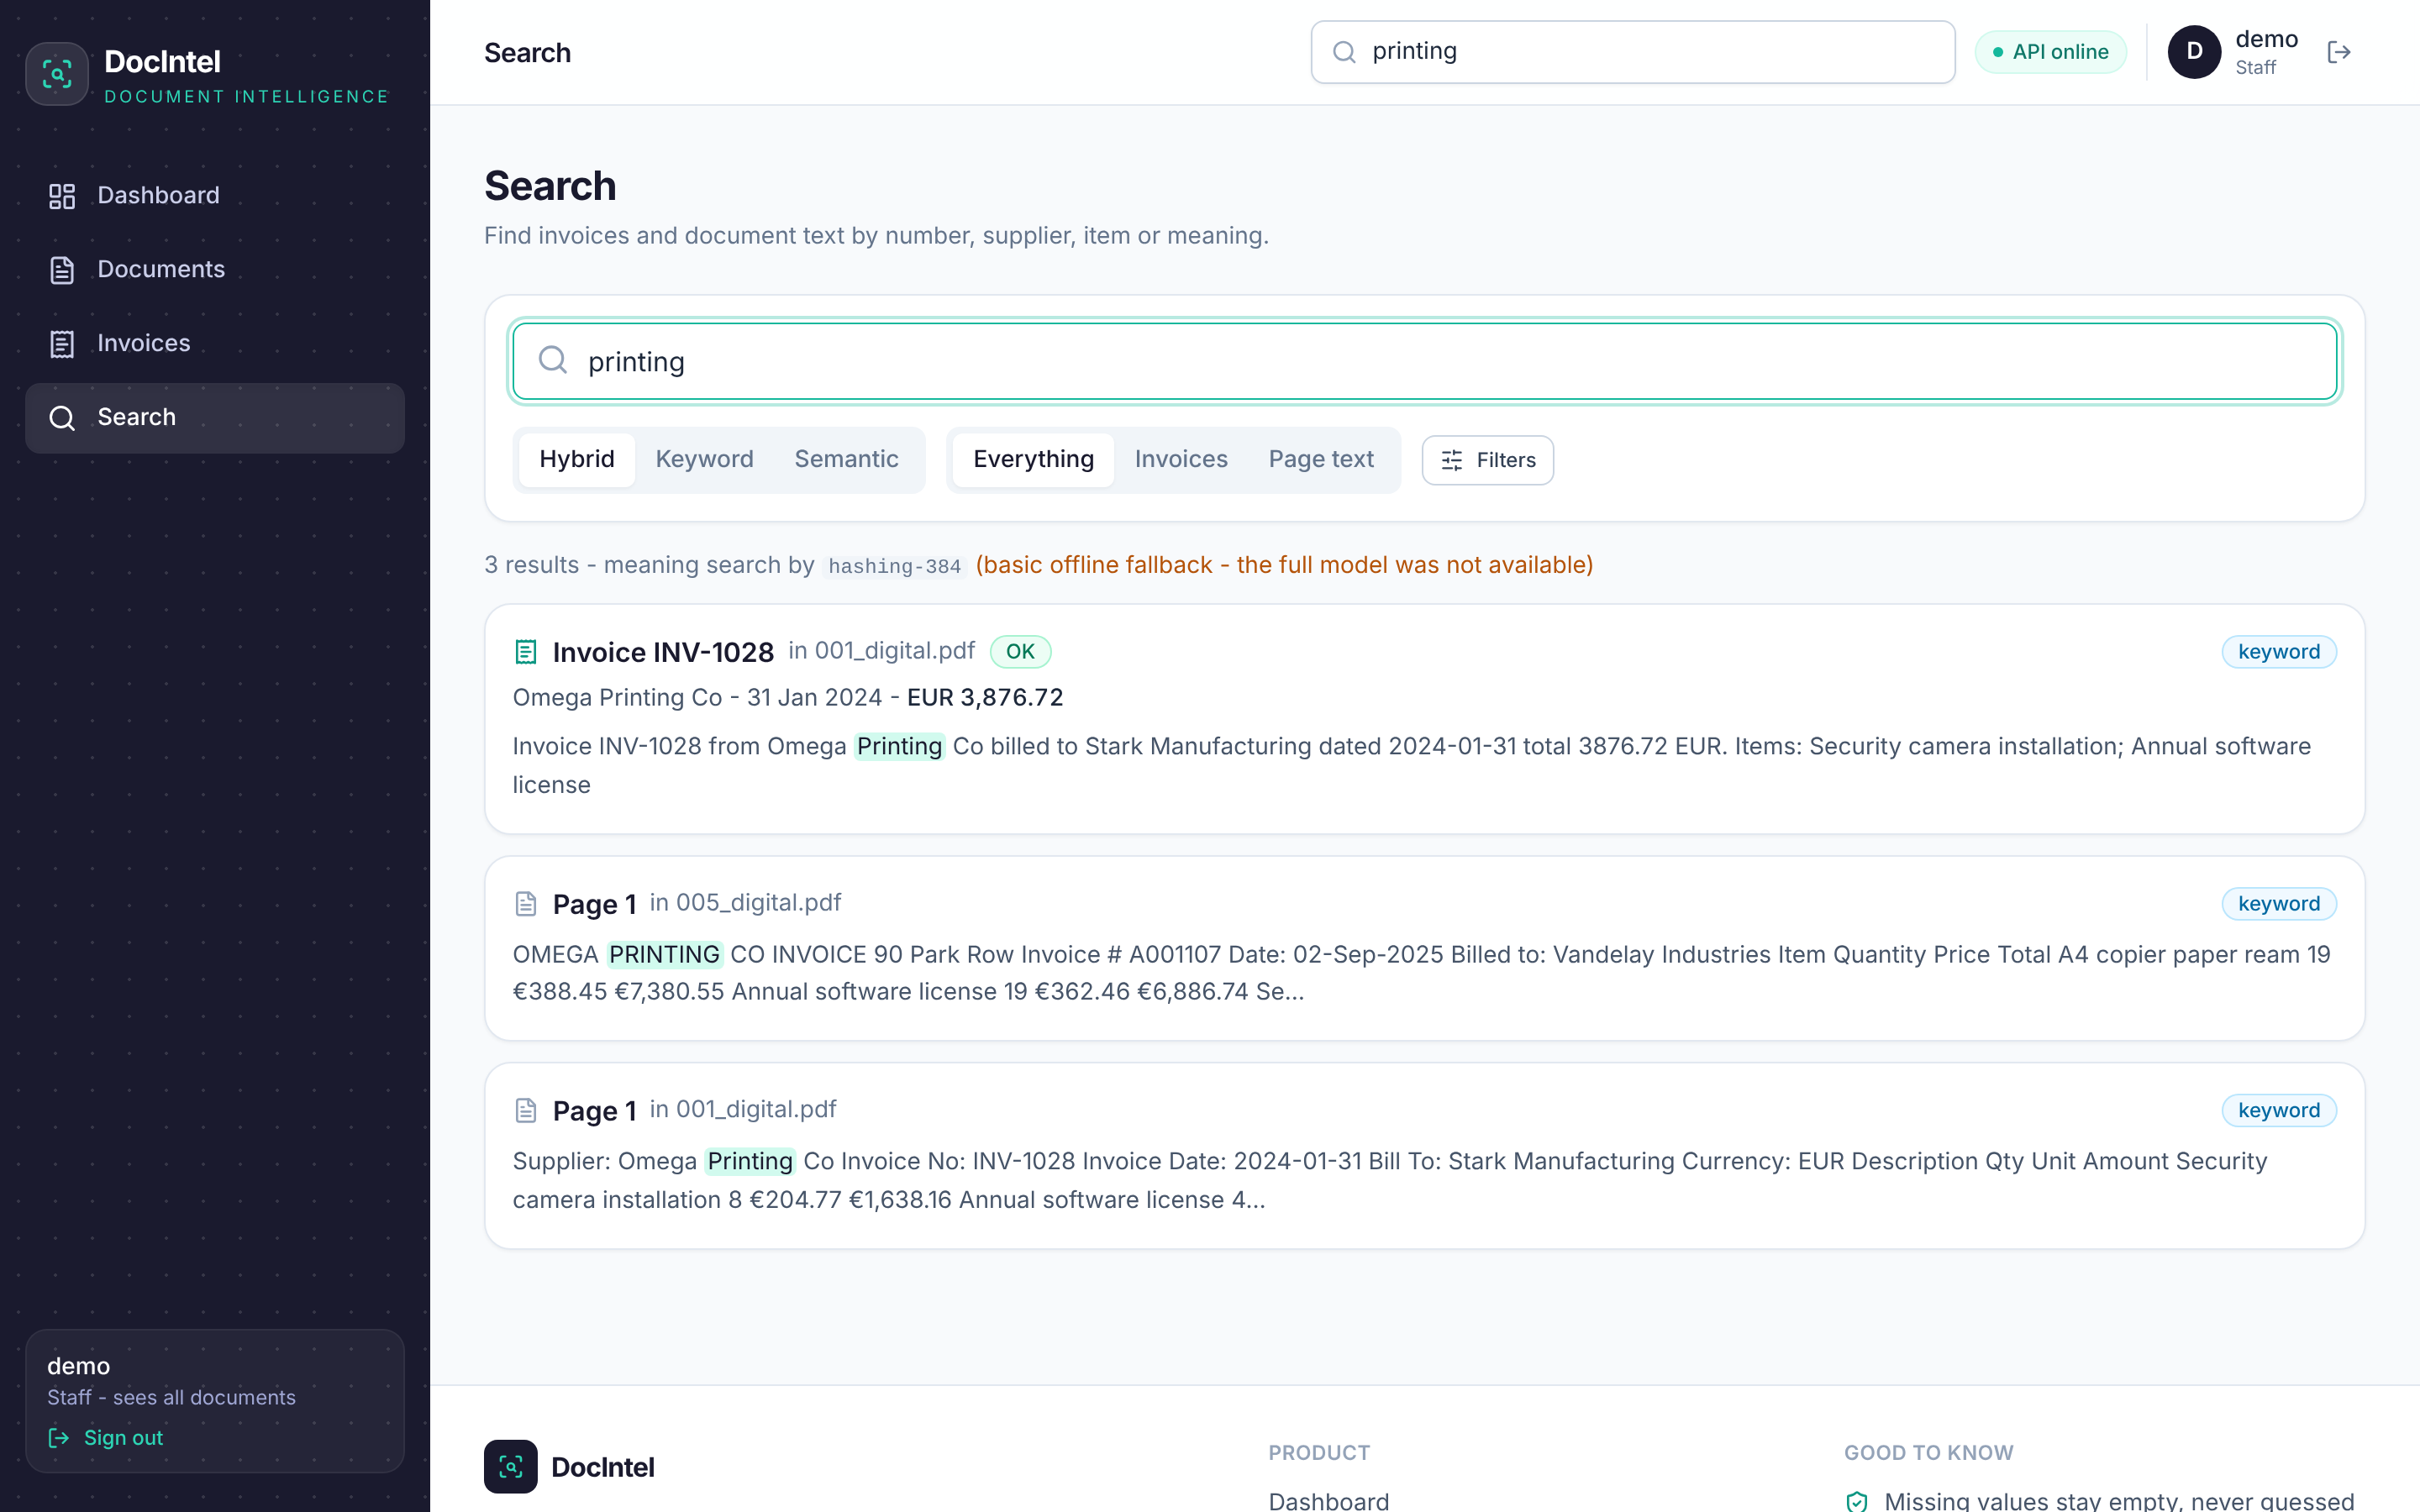 DocIntel
DOCUMENT INTELLIGENCE
Dashboard
Documents
Invoices
Search
demo
Staff - sees all documents
Sign out
Search
printing
API online
D
demo
Staff
Search
Find invoices and document text by number, supplier, item or meaning.
printing
Hybrid Keyword Semantic Everything Invoices Page text Filters
3 results - meaning search by hashing-384 (basic offline fallback - the full model was not available)
Invoice INV-1028 in 001_digital.pdf OK keyword
Omega Printing Co - 31 Jan 2024 - EUR 3,876.72
Invoice INV-1028 from Omega Printing Co billed to Stark Manufacturing dated 2024-01-31 total 3876.72 EUR. Items: Security camera installation; Annual software
license
Page 1 in 005_digital.pdf keyword
OMEGA PRINTING CO INVOICE 90 Park Row Invoice # A001107 Date: 02-Sep-2025 Billed to: Vandelay Industries Item Quantity Price Total A4 copier paper ream 19
€388.45 €7,380.55 Annual software license 19 €362.46 €6,886.74 Se...
Page 1 in 001_digital.pdf keyword
Supplier: Omega Printing Co Invoice No: INV-1028 Invoice Date: 2024-01-31 Bill To: Stark Manufacturing Currency: EUR Description Qty Unit Amount Security
camera installation 8 €204.77 €1,638.16 Annual software license 4...
DocIntel
PRODUCT
Dashboard
GOOD TO KNOW
Missing values stay empty, never guessed